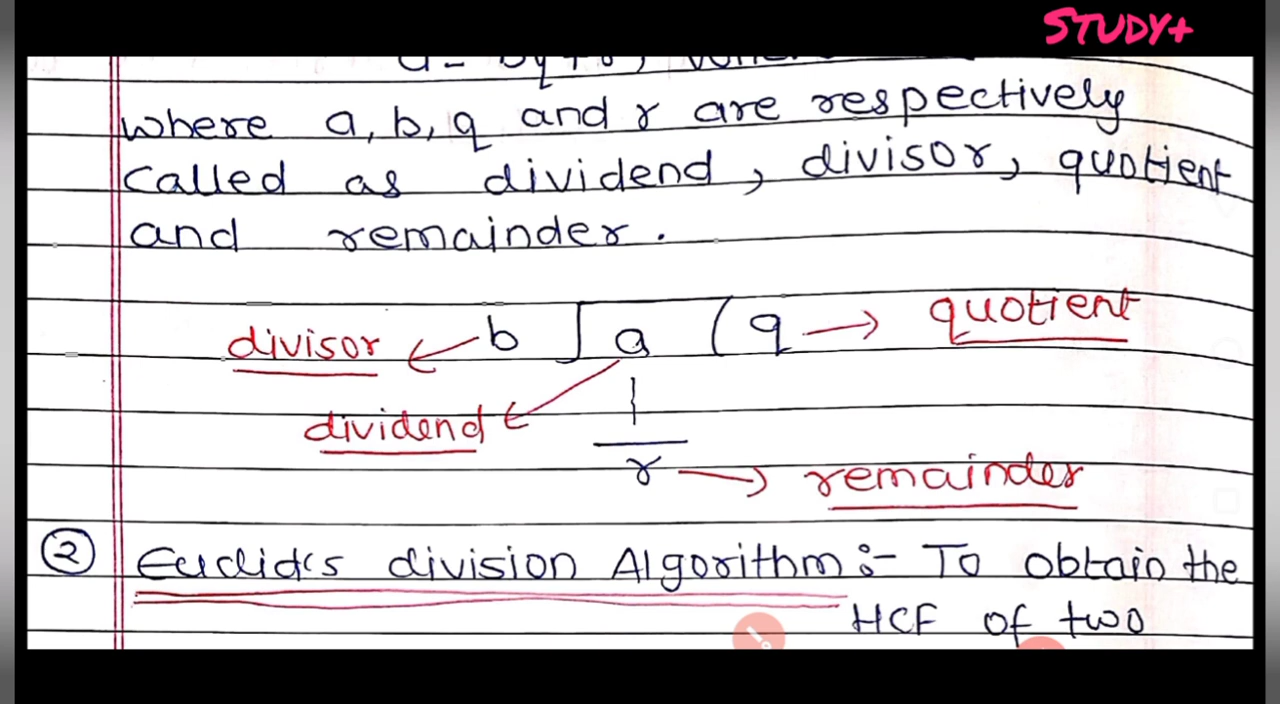 STUDY+
where a, b, q and r are respectively
called as dividend, divisor, quotient
and remainder.
divisor ← b ) a ( q → quotient
dividend ←
r → remainder
② Euclid's division Algorithm :- To obtain the
HCF of two